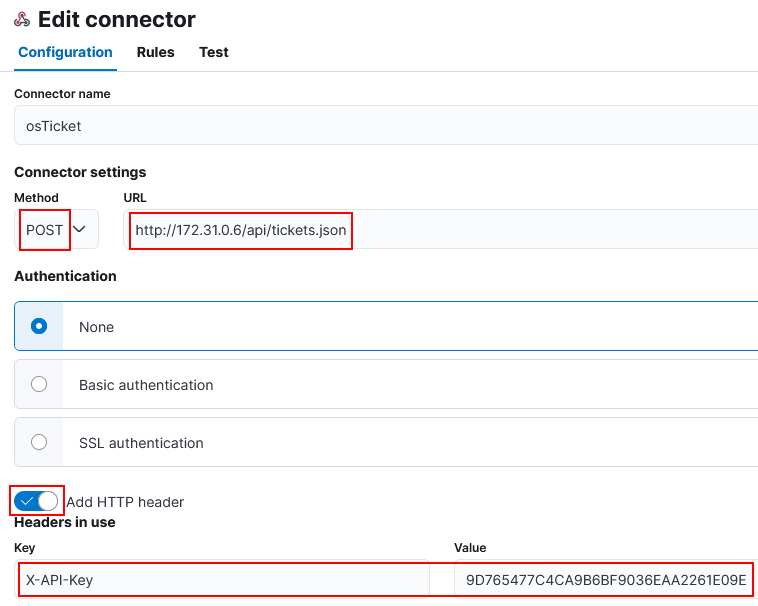 Edit connector
Configuration Rules Test
Connector name
osTicket
Connector settings
Method URL
POST http://172.31.0.6/api/tickets.json
Authentication
None
Basic authentication
SSL authentication
Add HTTP header
Headers in use
Key Value
X-API-Key 9D765477C4CA9B6BF9036EAA2261E09E